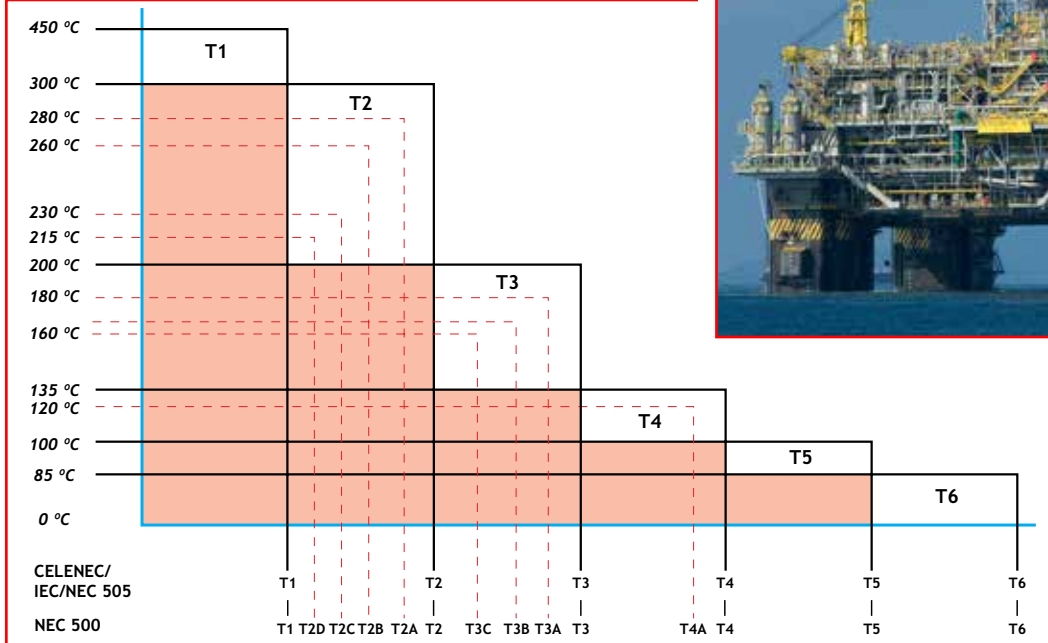 450 ºC
T1
300 ºC
T2
280 ºC
260 ºC
230 ºC
215 ºC
200 ºC
T3
180 ºC
160 ºC
135 ºC
120 ºC
T4
100 ºC
T5
85 ºC
T6
0 ºC
CELENEC/
IEC/NEC 505
T1 T2 T3 T4 T5 T6
NEC 500
T1 T2D T2C T2B T2A T2 T3C T3B T3A T3 T4A T4 T5 T6